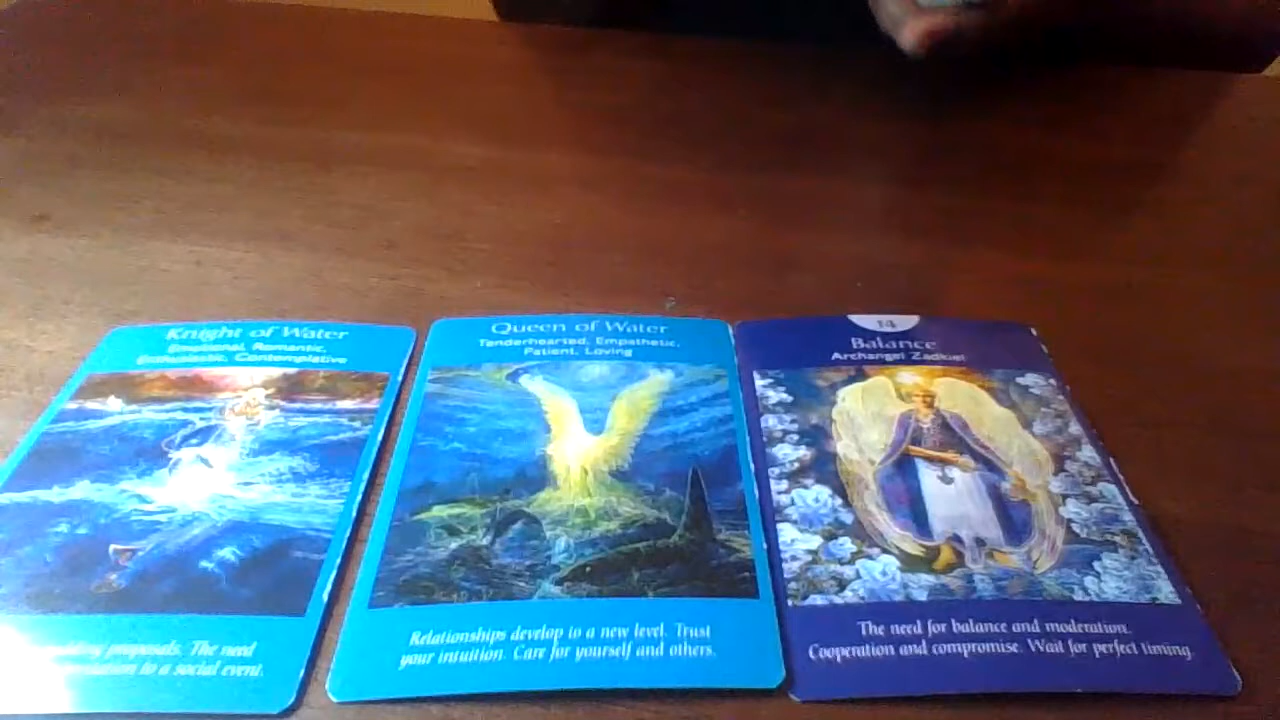 Knight of Water
Emotional, Romantic,
Enthusiastic, Contemplative
proposals. The need
to a social event.
Queen of Water
Tenderhearted, Empathetic,
Patient, Loving
Relationships develop to a new level. Trust
your intuition. Care for yourself and others.
14
Balance
Archangel Zadkiel
The need for balance and moderation.
Cooperation and compromise. Wait for perfect timing.